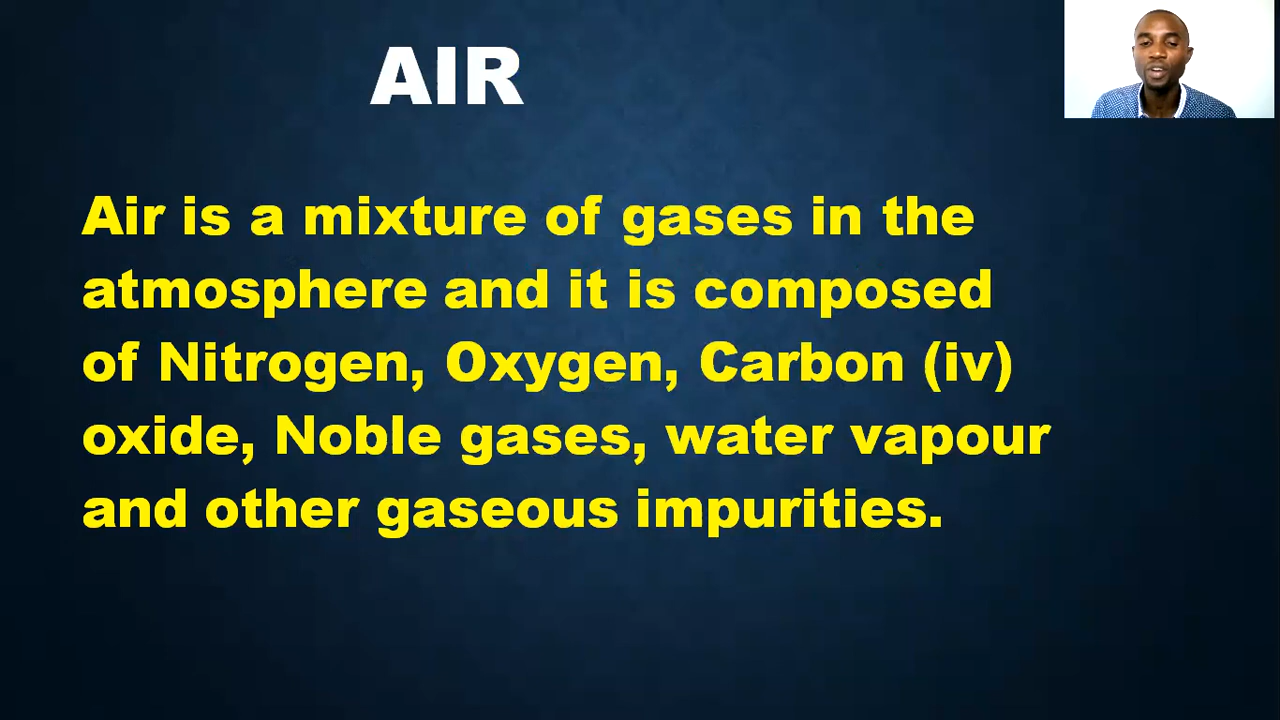 AIR
Air is a mixture of gases in the
atmosphere and it is composed
of Nitrogen, Oxygen, Carbon (iv)
oxide, Noble gases, water vapour
and other gaseous impurities.